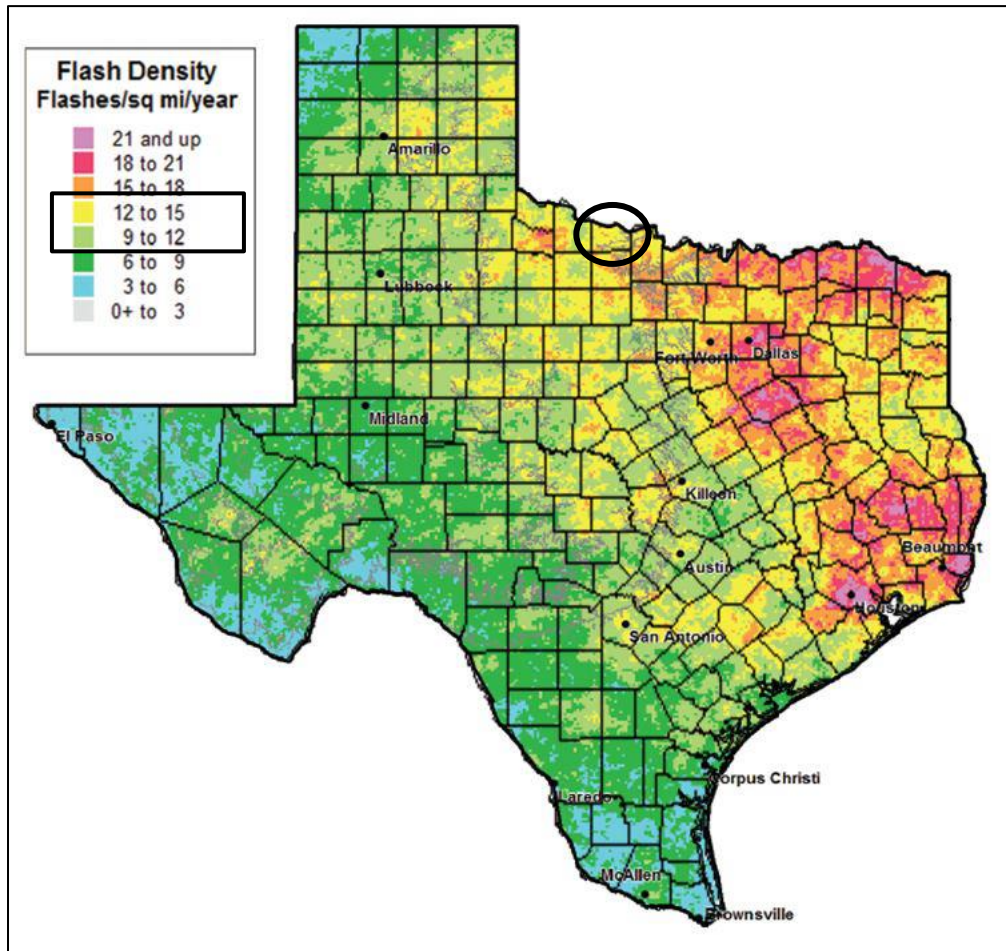 Flash Density
Flashes/sq mi/year
21 and up
18 to 21
15 to 18
12 to 15
9 to 12
6 to 9
3 to 6
0+ to 3
Amarillo
Lubbock
Fort Worth
Dallas
Midland
El Paso
Killeen
Beaumont
Austin
Houston
San Antonio
Corpus Christi
Laredo
McAllen
Brownsville